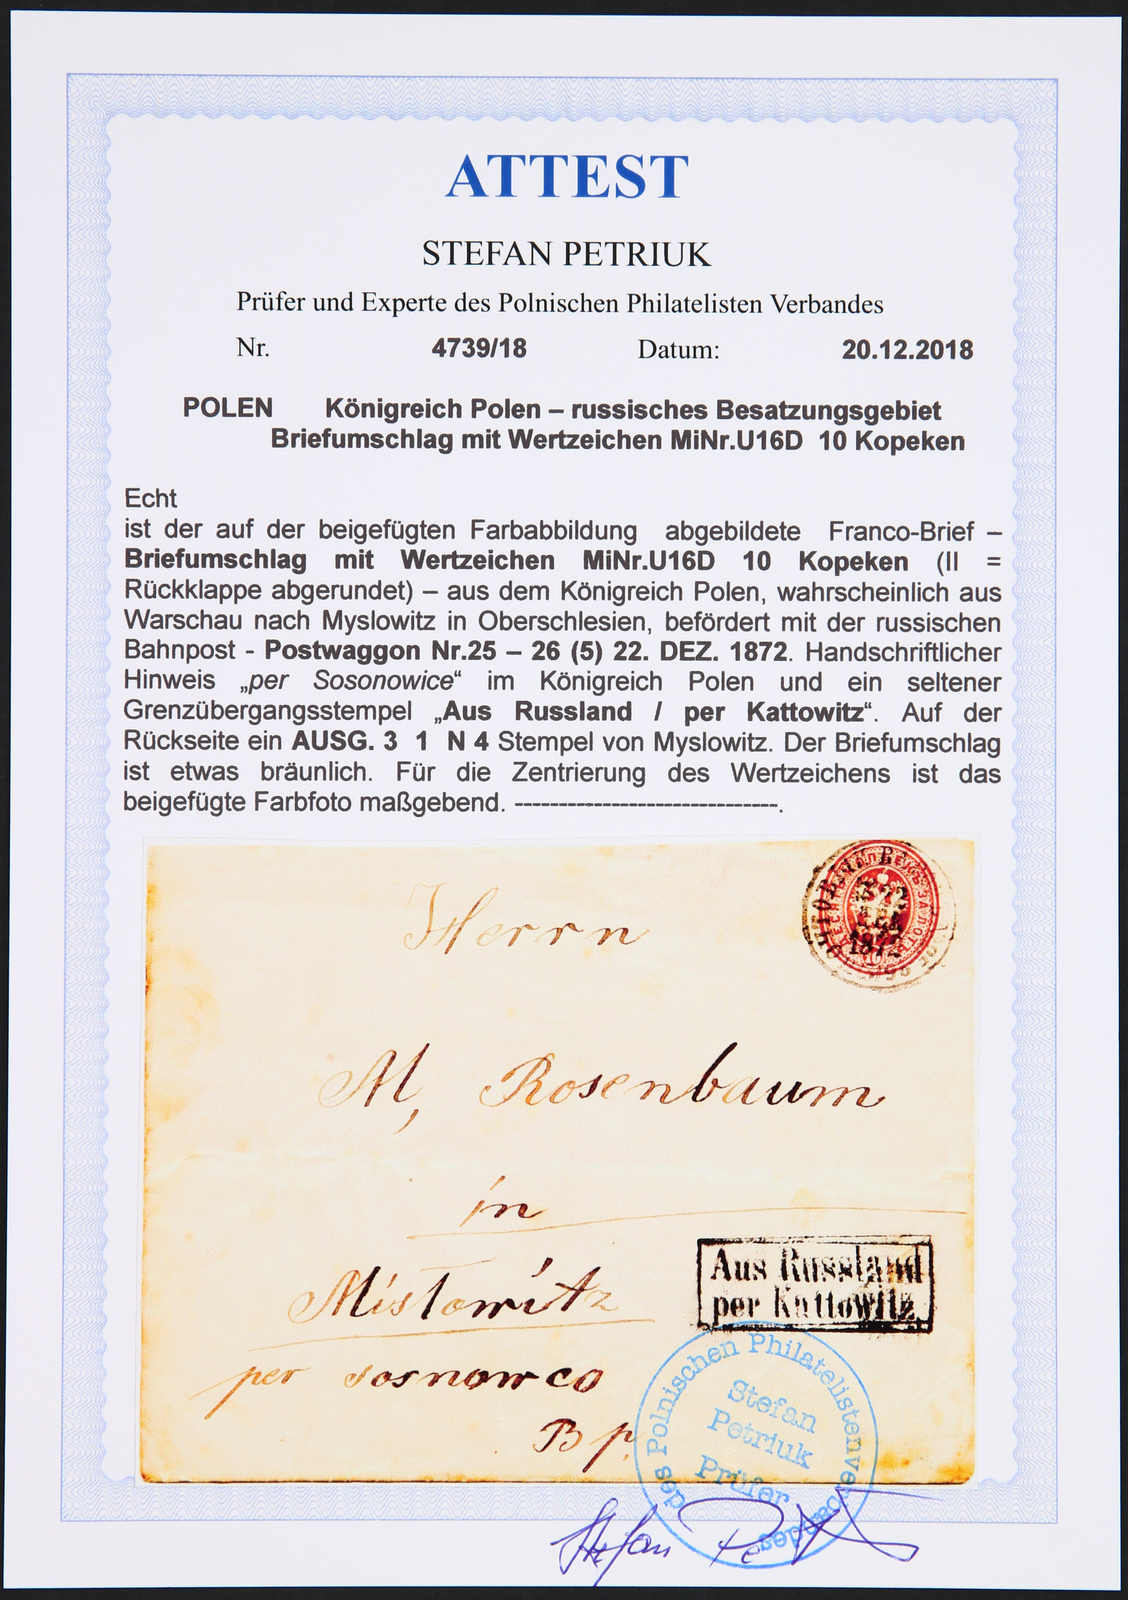 ATTEST
STEFAN PETRIUK
Prüfer und Experte des Polnischen Philatelisten Verbandes
Nr. 4739/18 Datum: 20.12.2018
POLEN Königreich Polen – russisches Besatzungsgebiet
Briefumschlag mit Wertzeichen MiNr.U16D 10 Kopeken
Echt
ist der auf der beigefügten Farbabbildung abgebildete Franco-Brief –
Briefumschlag mit Wertzeichen MiNr.U16D 10 Kopeken (II =
Rückklappe abgerundet) – aus dem Königreich Polen, wahrscheinlich aus
Warschau nach Myslowitz in Oberschlesien, befördert mit der russischen
Bahnpost - Postwaggon Nr.25 – 26 (5) 22. DEZ. 1872. Handschriftlicher
Hinweis „per Sosonowice“ im Königreich Polen und ein seltener
Grenzübergangsstempel „Aus Russland / per Kattowitz“. Auf der
Rückseite ein AUSG. 3 1 N 4 Stempel von Myslowitz. Der Briefumschlag
ist etwas bräunlich. Für die Zentrierung des Wertzeichens ist das
beigefügte Farbfoto maßgebend. ------------------------------.
Herrn
1872
M, Rosenbaum
in
Aus Russland
per Kattowitz
Mistowitz
per Sosnowco
Bp.
des Polnischen Philatelistenverbandes
Stefan
Petriuk
Prüfer
Stefan